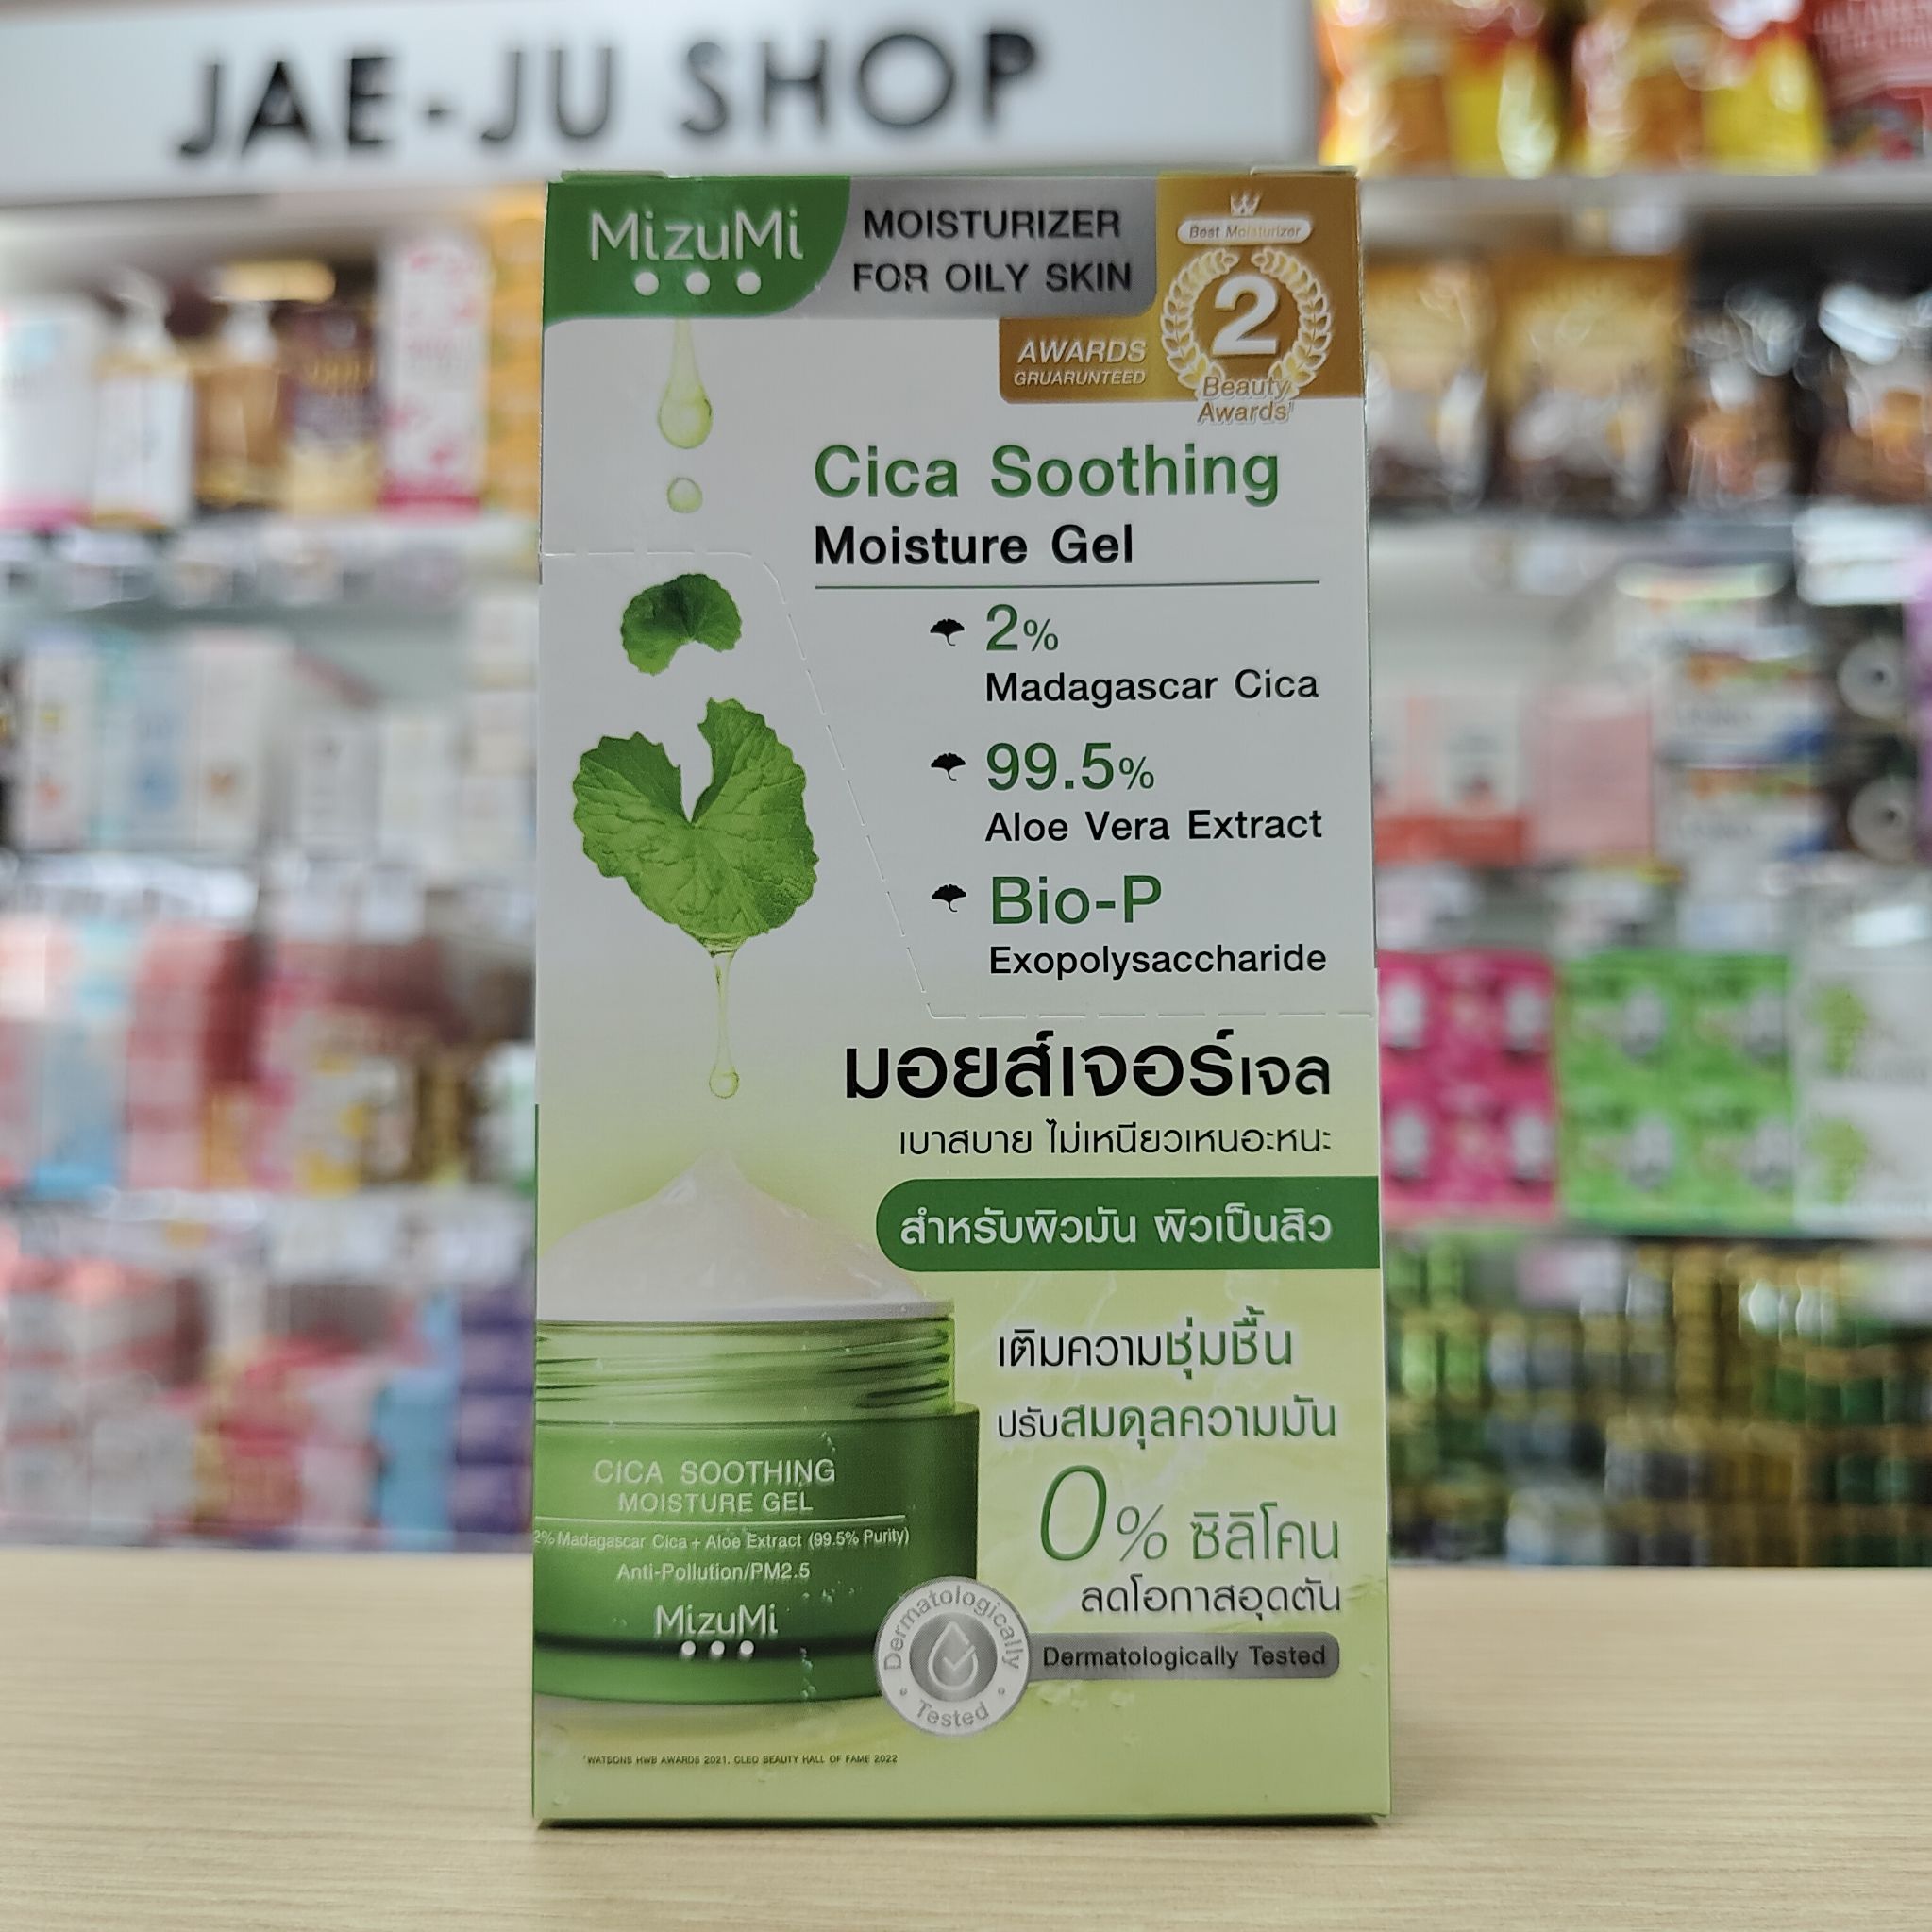 JAE-JU SHOP
MizuMi
MOISTURIZER
FOR OILY SKIN
Best Moisturizer
2
Beauty
Awards¹
AWARDS
GRUARUNTEED
Cica Soothing
Moisture Gel
2%
Madagascar Cica
99.5%
Aloe Vera Extract
Bio-P
Exopolysaccharide
มอยส์เจอร์เจล
เบาสบาย ไม่เหนียวเหนอะหนะ
สำหรับผิวมัน ผิวเป็นสิว
เติมความชุ่มชื้น
ปรับสมดุลความมัน
0% ซิลิโคน
ลดโอกาสอุดตัน
Dermatologically Tested
Dermatologically
Tested
CICA SOOTHING
MOISTURE GEL
2% Madagascar Cica + Aloe Extract (99.5% Purity)
Anti-Pollution/PM2.5
MizuMi
¹WATSONS HWB AWARDS 2021. CLEO BEAUTY HALL OF FAME 2022